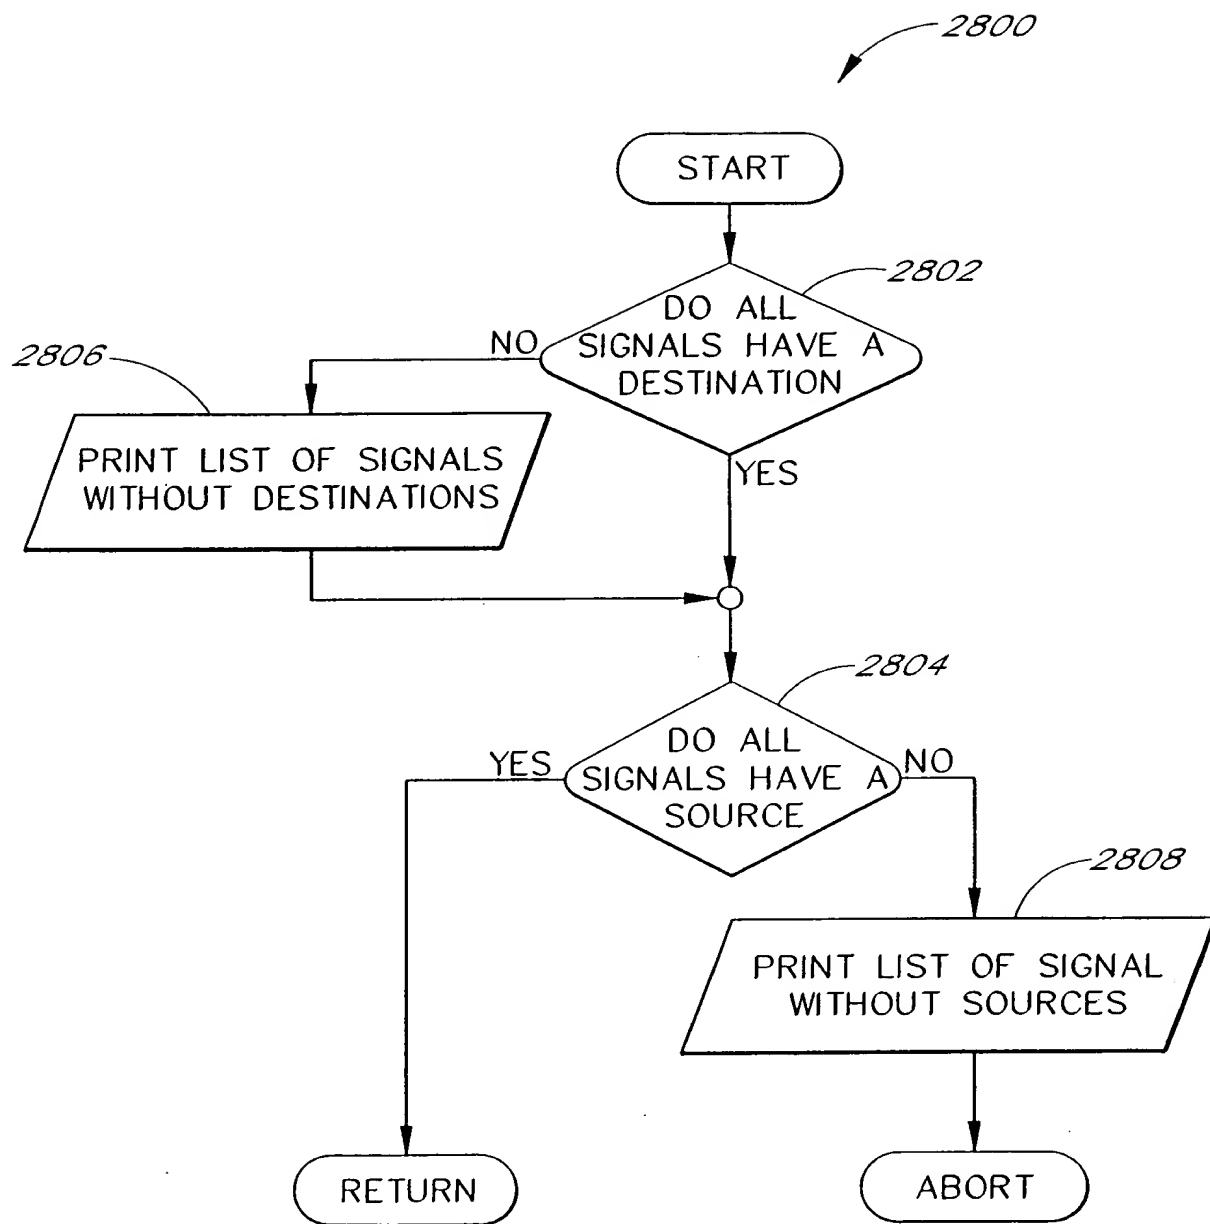 2800
START
2802
DO ALL
SIGNALS HAVE A
DESTINATION
NO
2806
PRINT LIST OF SIGNALS
WITHOUT DESTINATIONS
YES
2804
DO ALL
SIGNALS HAVE A
SOURCE
YES
NO
2808
PRINT LIST OF SIGNAL
WITHOUT SOURCES
RETURN
ABORT